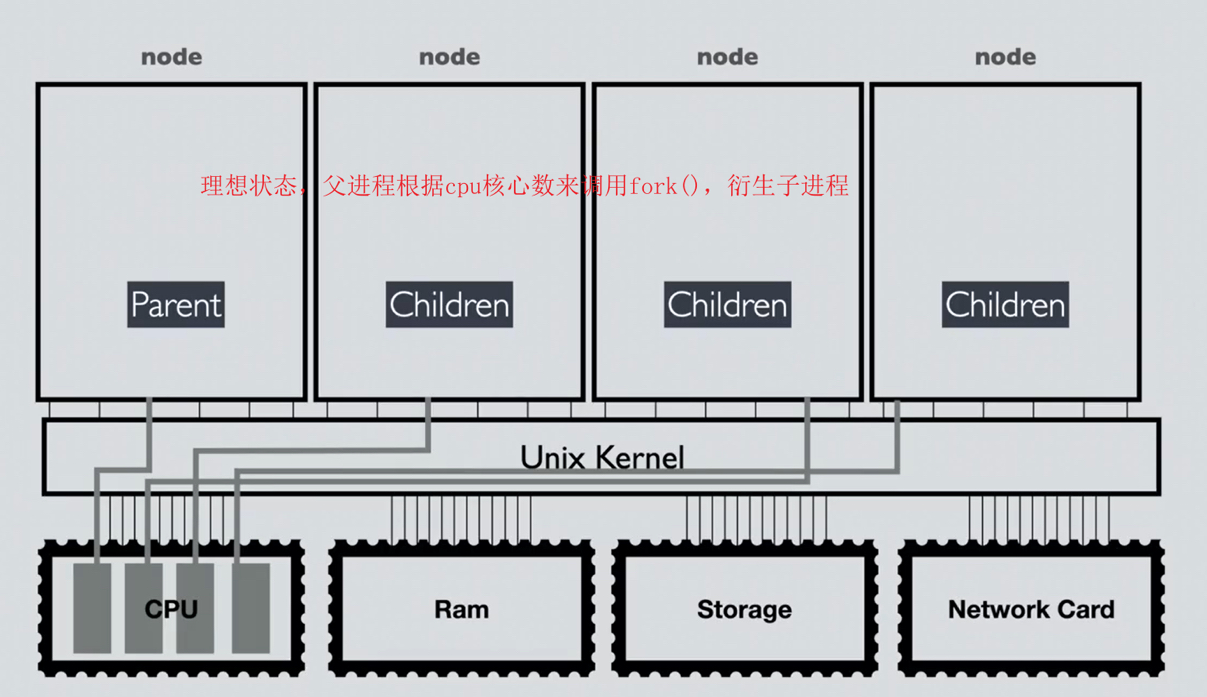 node node node node
理想状态，父进程根据cpu核心数来调用fork()，衍生子进程
Parent Children Children Children
Unix Kernel
CPU Ram Storage Network Card